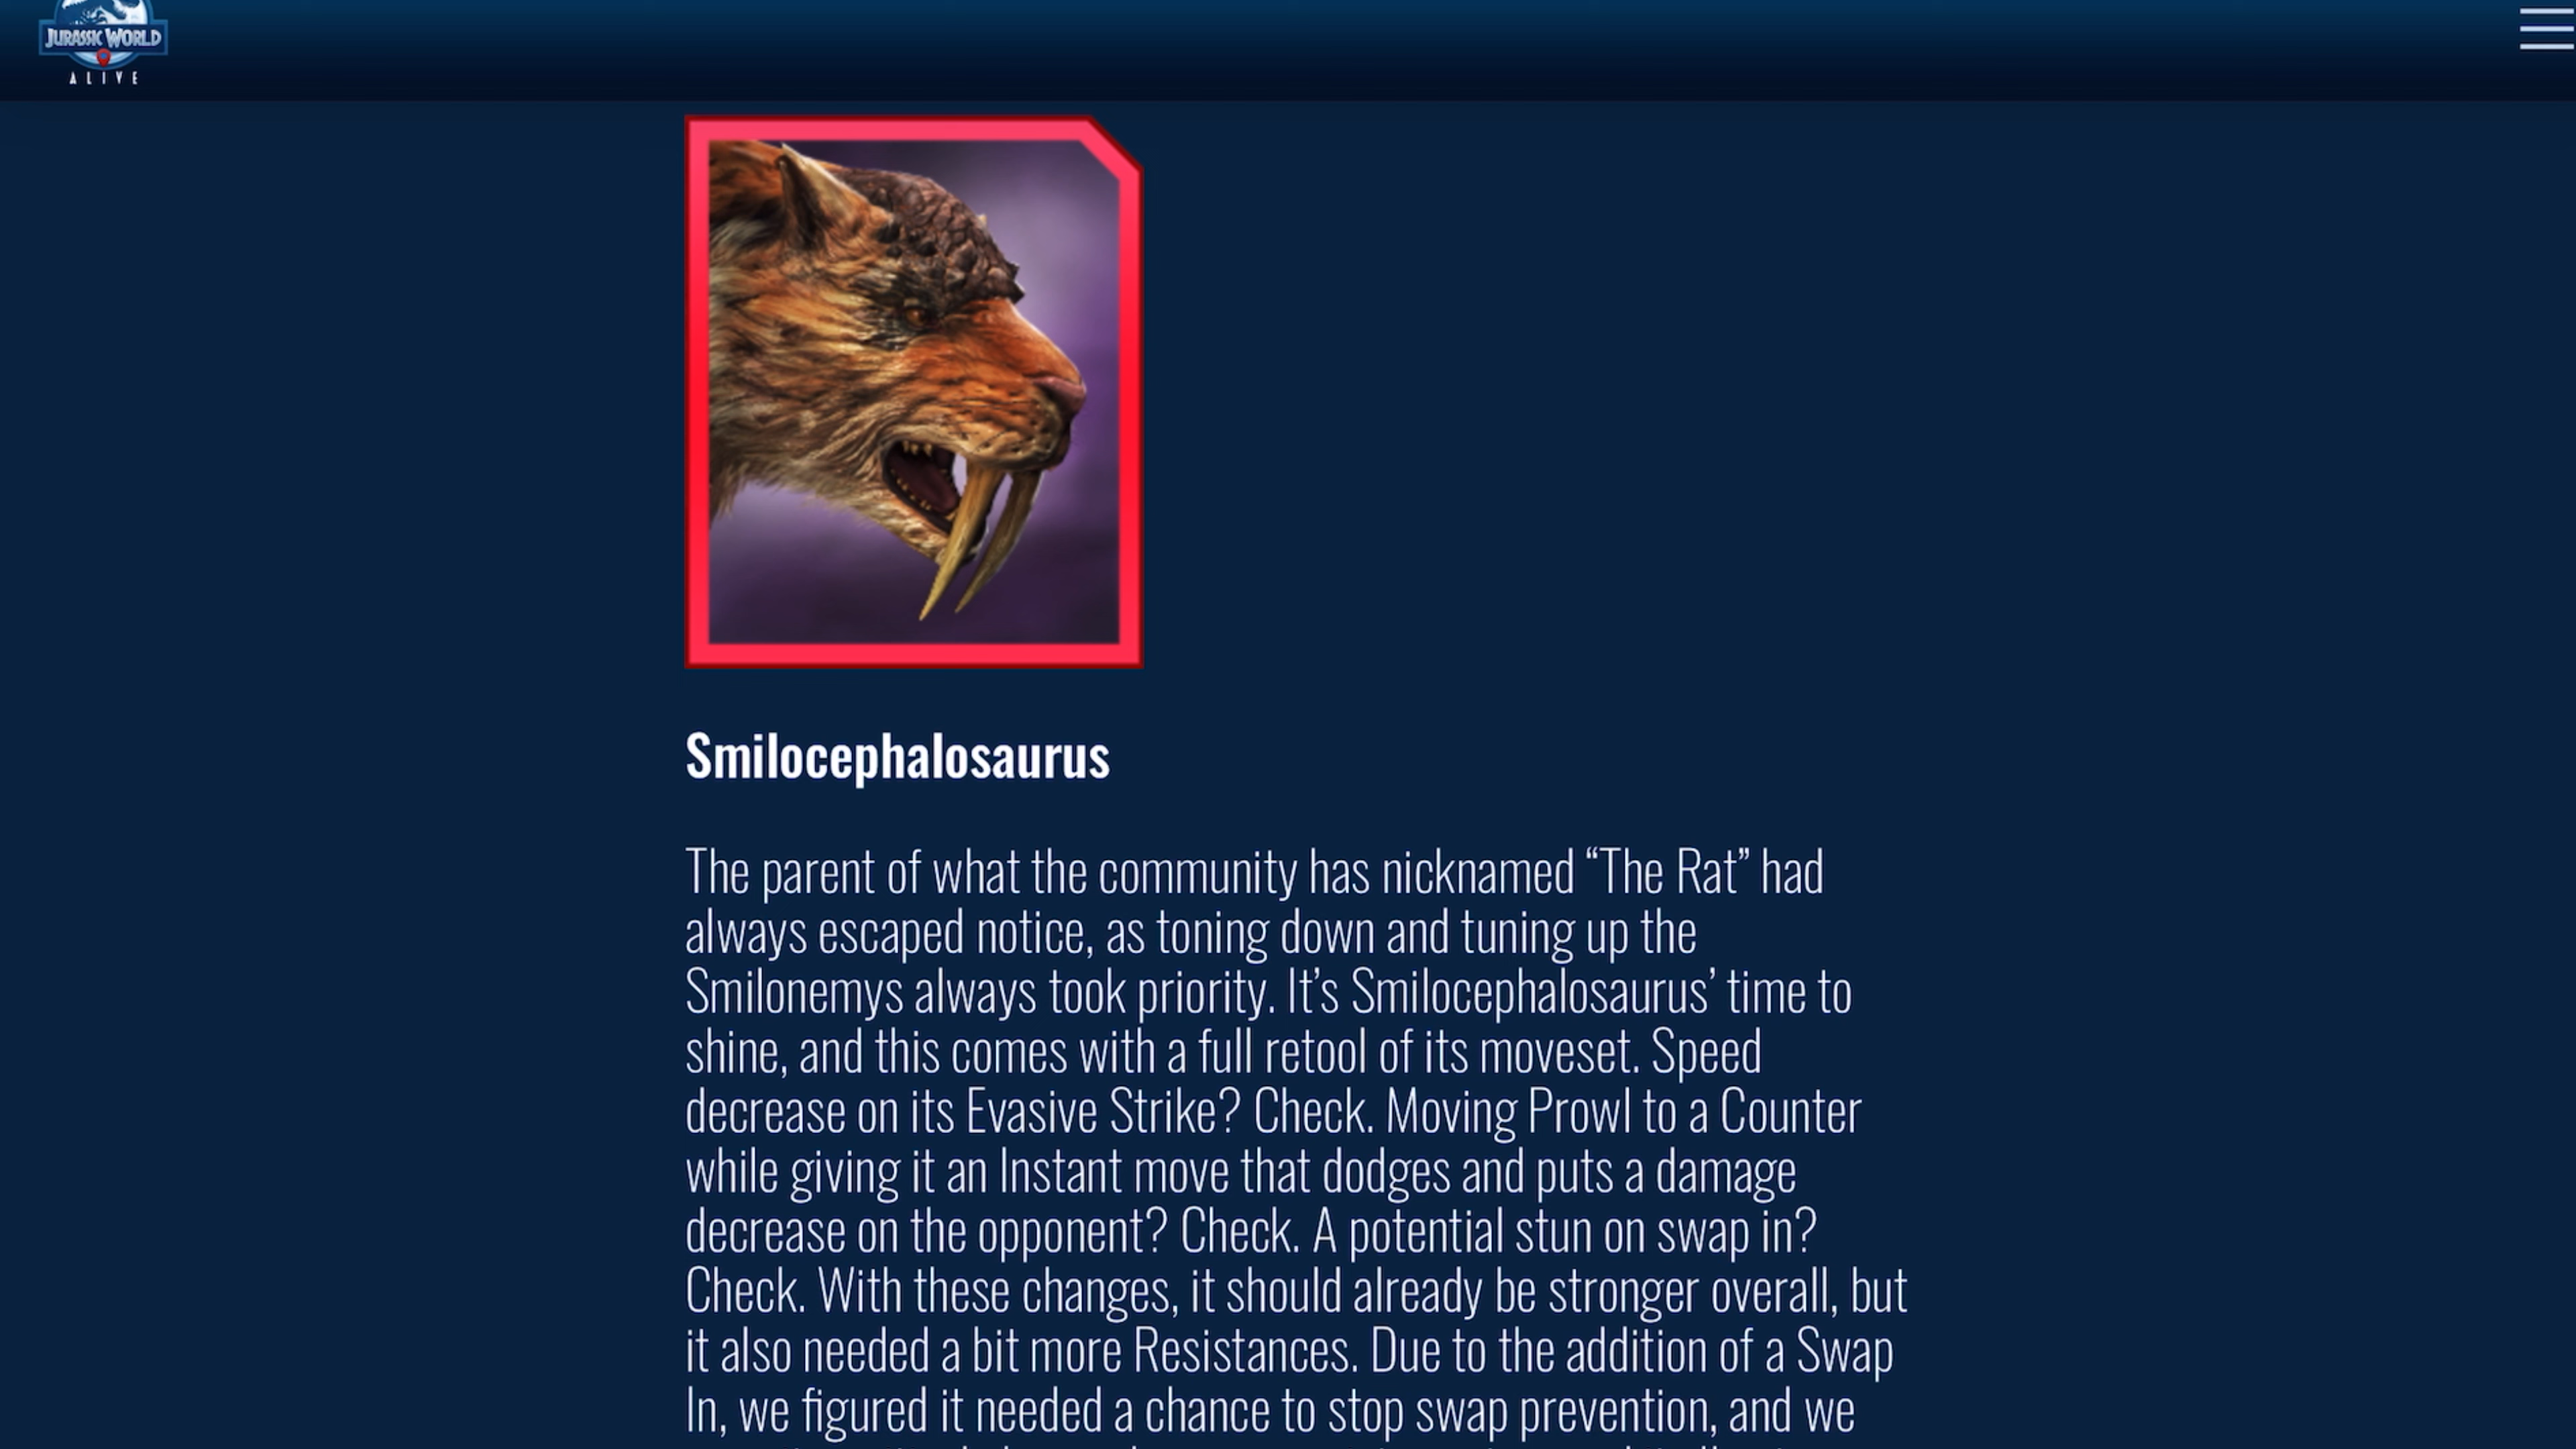 JURASSIC WORLD
ALIVE
Smilocephalosaurus
The parent of what the community has nicknamed “The Rat” had
always escaped notice, as toning down and tuning up the
Smilonemys always took priority. It’s Smilocephalosaurus’ time to
shine, and this comes with a full retool of its moveset. Speed
decrease on its Evasive Strike? Check. Moving Prowl to a Counter
while giving it an Instant move that dodges and puts a damage
decrease on the opponent? Check. A potential stun on swap in?
Check. With these changes, it should already be stronger overall, but
it also needed a bit more Resistances. Due to the addition of a Swap
In, we figured it needed a chance to stop swap prevention, and we